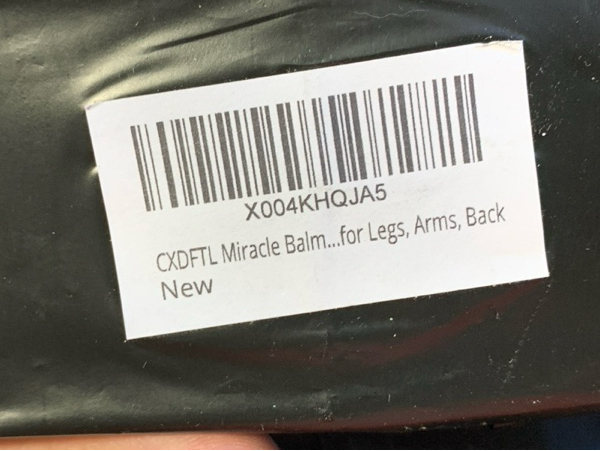 X004KHQJA5
CXDFTL Miracle Balm...for Legs, Arms, Back
New